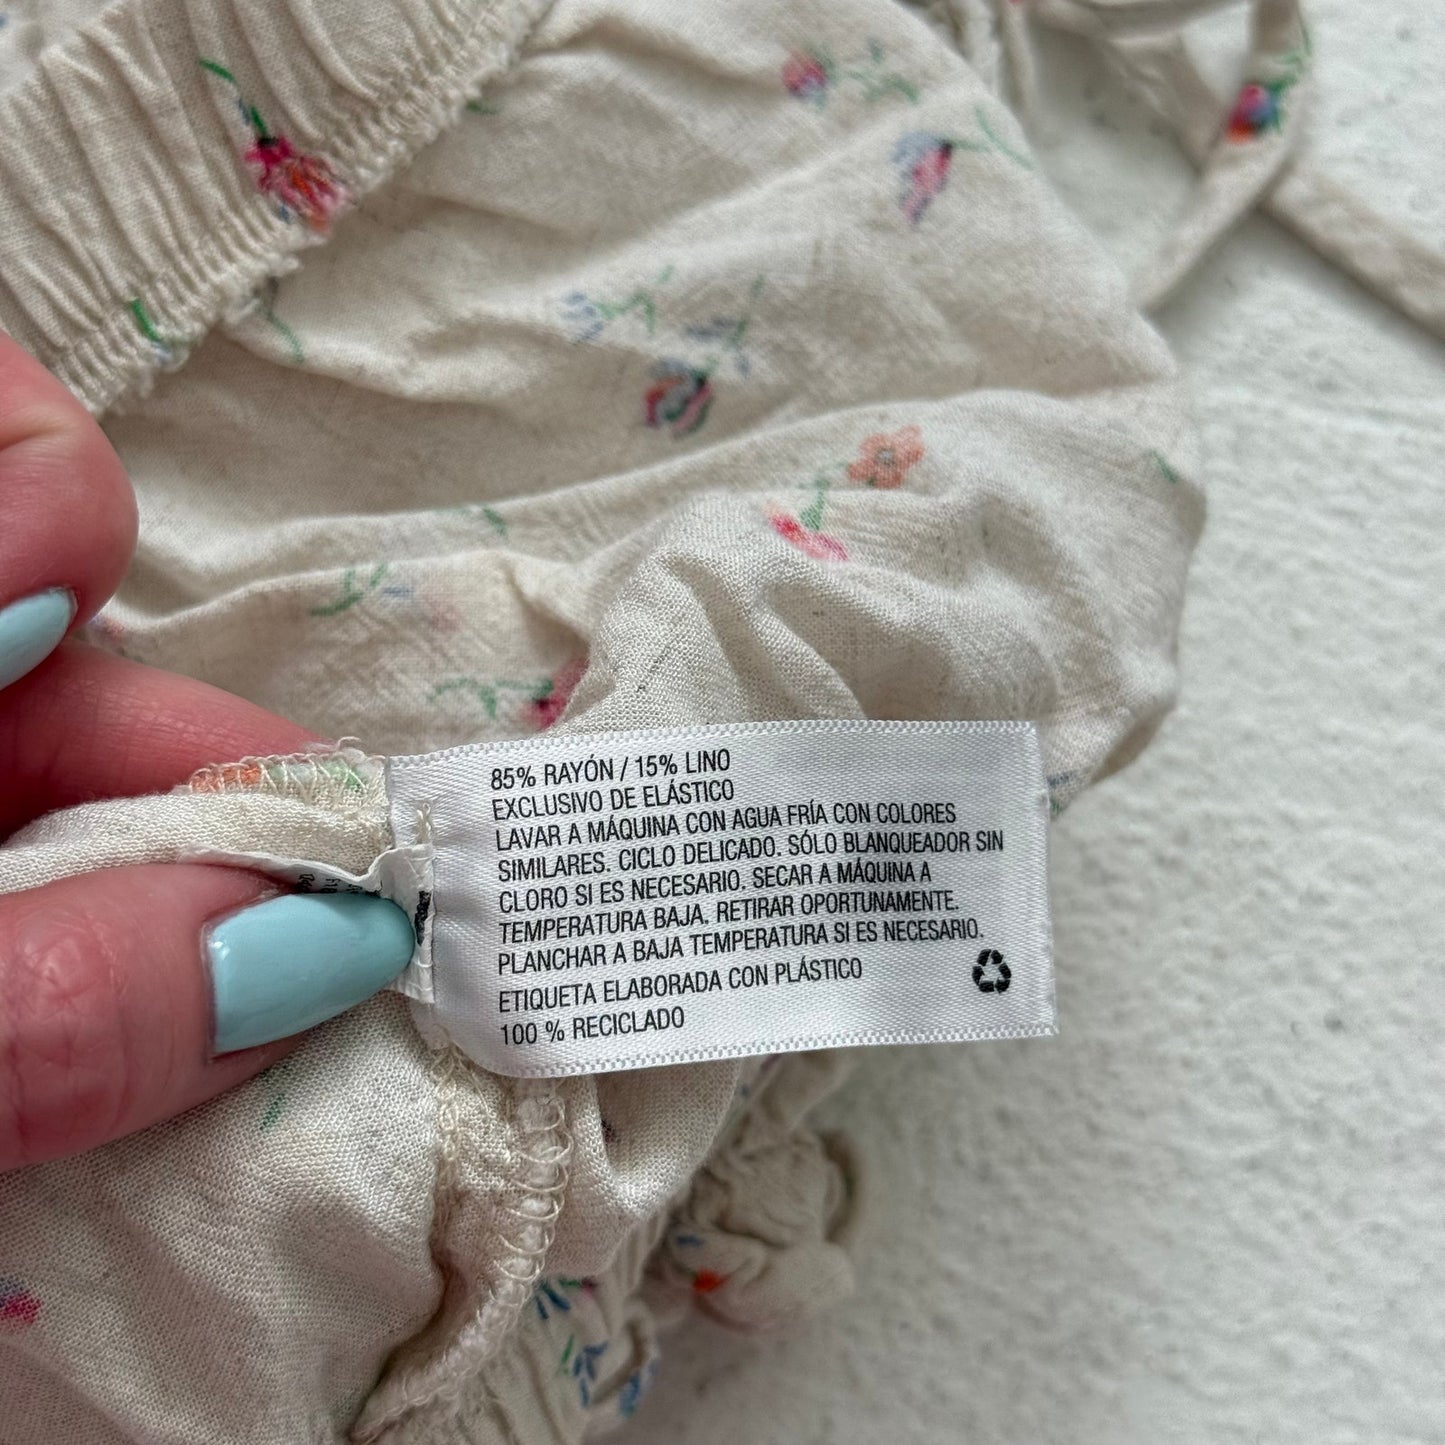 85% RAYÓN / 15% LINO
EXCLUSIVO DE ELÁSTICO
LAVAR A MÁQUINA CON AGUA FRÍA CON COLORES
SIMILARES. CICLO DELICADO. SÓLO BLANQUEADOR SIN
CLORO SI ES NECESARIO. SECAR A MÁQUINA A
TEMPERATURA BAJA. RETIRAR OPORTUNAMENTE.
PLANCHAR A BAJA TEMPERATURA SI ES NECESARIO.
ETIQUETA ELABORADA CON PLÁSTICO
100 % RECICLADO